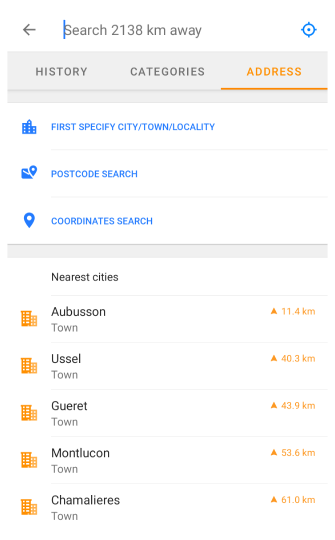 Search 2138 km away
HISTORY CATEGORIES ADDRESS
FIRST SPECIFY CITY/TOWN/LOCALITY
POSTCODE SEARCH
COORDINATES SEARCH
Nearest cities
Aubusson 11.4 km
Town
Ussel 40.3 km
Town
Gueret 43.9 km
Town
Montlucon 53.6 km
Town
Chamalieres 61.0 km
Town